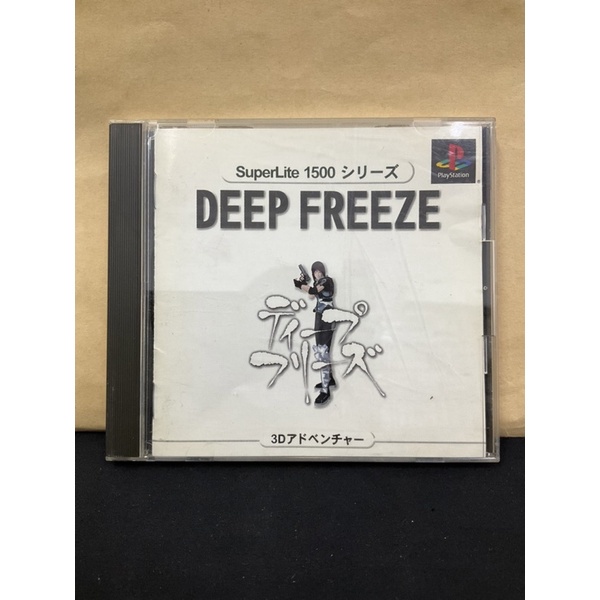 SuperLite 1500 シリーズ
PlayStation
DEEP FREEZE
ディープ
フリーズ
3Dアドベンチャー